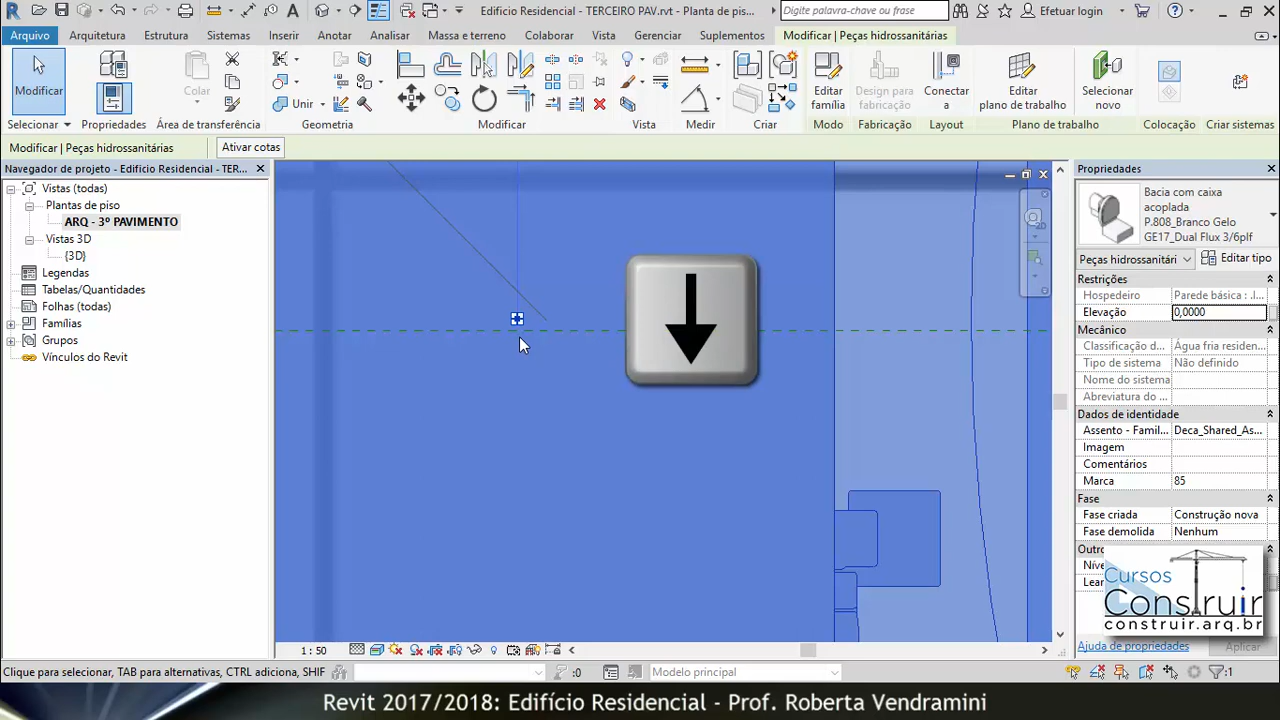 Edificio Residencial - TERCEIRO PAV.rvt - Planta de pis...
Digite palavra-chave ou frase
Efetuar login
Arquivo
Arquitetura
Estrutura
Sistemas
Inserir
Anotar
Analisar
Massa e terreno
Colaborar
Vista
Gerenciar
Suplementos
Modificar | Peças hidrossanitárias
Modificar
Colar
Unir
Editar família
Design para fabricação
Conectar a
Editar plano de trabalho
Selecionar novo
Selecionar
Propriedades
Área de transferência
Geometria
Modificar
Vista
Medir
Criar
Modo
Fabricação
Layout
Plano de trabalho
Colocação
Criar sistemas
Modificar | Peças hidrossanitárias
Ativar cotas
Navegador de projeto - Edificio Residencial - TER...
Vistas (todas)
Plantas de piso
ARQ - 3º PAVIMENTO
Vistas 3D
{3D}
Legendas
Tabelas/Quantidades
Folhas (todas)
Famílias
Grupos
Vínculos do Revit
Propriedades
Bacia com caixa acoplada
P.808_Branco Gelo
GE17_Dual Flux 3/6plf
Peças hidrossanitári
Editar tipo
Restrições
Hospedeiro Parede básica : .I...
Elevação 0,0000
Mecânico
Classificação d... Água fria residen...
Tipo de sistema Não definido
Nome do sistema
Abreviatura do ...
Dados de identidade
Assento - Famil... Deca_Shared_As...
Imagem
Comentários
Marca 85
Fase
Fase criada Construção nova
Fase demolida Nenhum
Outro
Níve
Lear
Cursos
Construir
construir.arq.br
Ajuda de propriedades
Aplicar
1 : 50
Clique para selecionar, TAB para alternativas, CTRL adiciona, SHIF
:0
Modelo principal
:1
Revit 2017/2018: Edifício Residencial - Prof. Roberta Vendramini